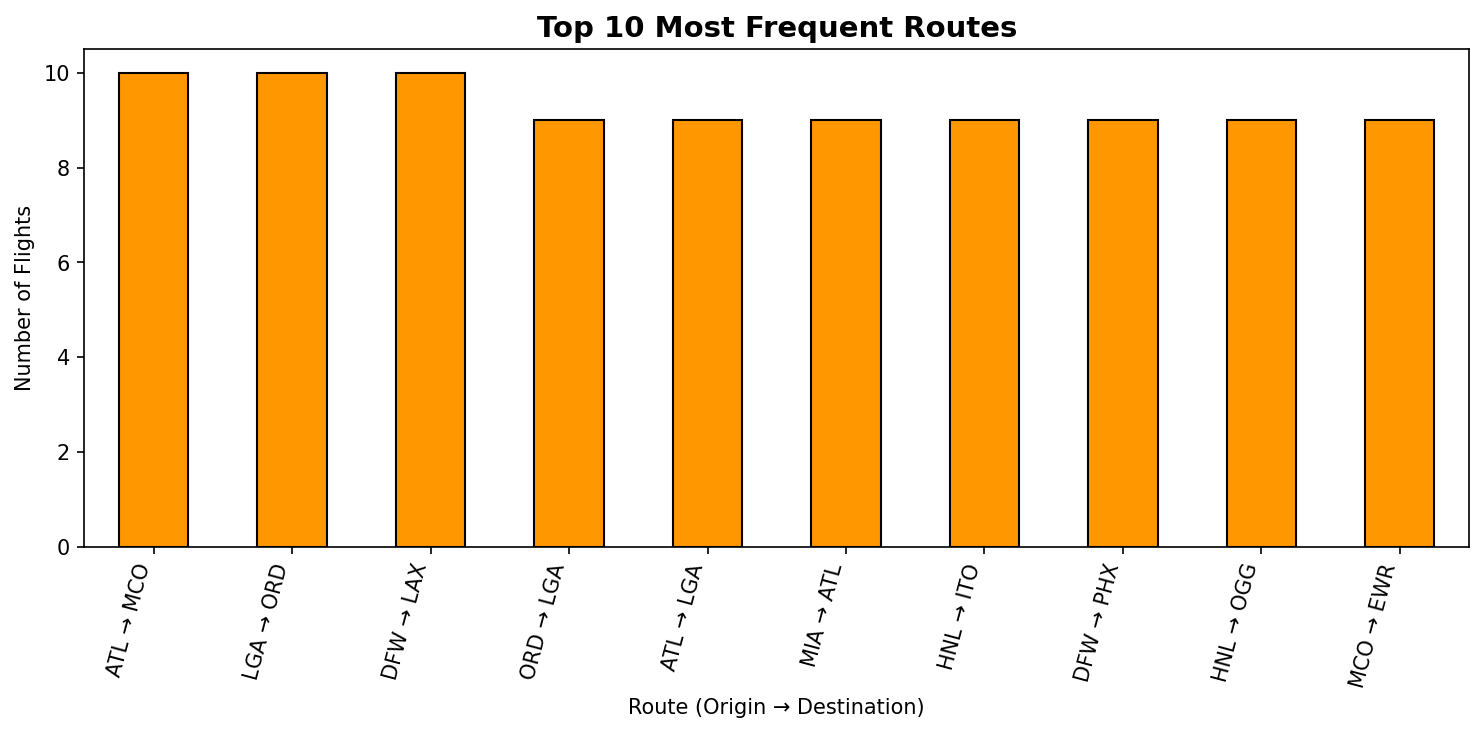 Top 10 Most Frequent Routes
Number of Flights
10
8
6
4
2
0
ATL → MCO
LGA → ORD
DFW → LAX
ORD → LGA
ATL → LGA
MIA → ATL
HNL → ITO
DFW → PHX
HNL → OGG
MCO → EWR
Route (Origin → Destination)